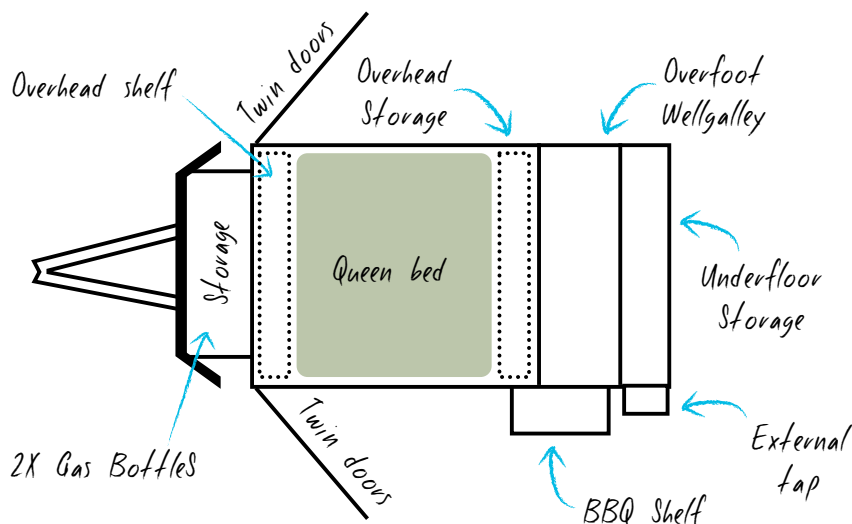 Twin doors
Overhead shelf
Overhead
Storage
Overfoot
Wellgalley
Storage
Queen bed
Underfloor
Storage
Twin doors
2X Gas Bottles
External
tap
BBQ Shelf